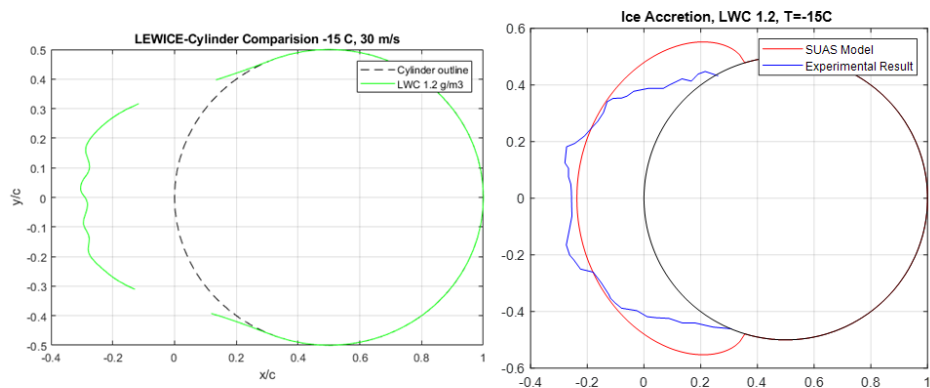 LEWICE-Cylinder Comparision -15 C, 30 m/s
0.5
0.4
0.3
0.2
0.1
0
-0.1
-0.2
-0.3
-0.4
-0.5
y/c
Cylinder outline
LWC 1.2 g/m3
-0.4 -0.2 0 0.2 0.4 0.6 0.8 1
x/c
Ice Accretion, LWC 1.2, T=-15C
0.6
0.4
0.2
0
-0.2
-0.4
-0.6
SUAS Model
Experimental Result
-0.4 -0.2 0 0.2 0.4 0.6 0.8 1